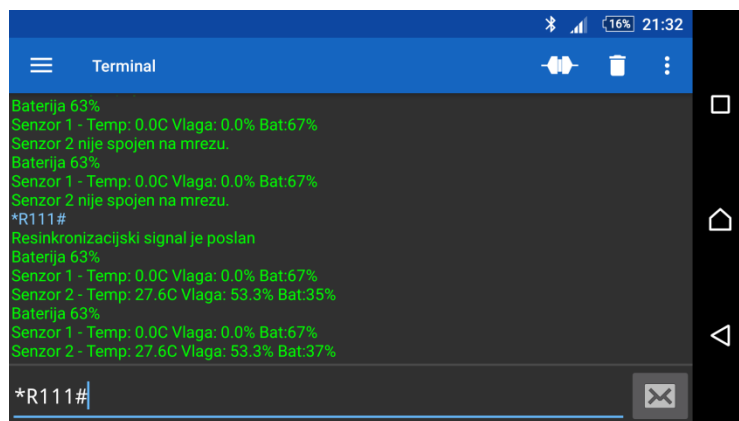 16% 21:32
Terminal
Baterija 63%
Senzor 1 - Temp: 0.0C Vlaga: 0.0% Bat:67%
Senzor 2 nije spojen na mrezu.
Baterija 63%
Senzor 1 - Temp: 0.0C Vlaga: 0.0% Bat:67%
Senzor 2 nije spojen na mrezu.
*R111#
Resinkronizacijski signal je poslan
Baterija 63%
Senzor 1 - Temp: 0.0C Vlaga: 0.0% Bat:67%
Senzor 2 - Temp: 27.6C Vlaga: 53.3% Bat:35%
Baterija 63%
Senzor 1 - Temp: 0.0C Vlaga: 0.0% Bat:67%
Senzor 2 - Temp: 27.6C Vlaga: 53.3% Bat:37%
*R111#